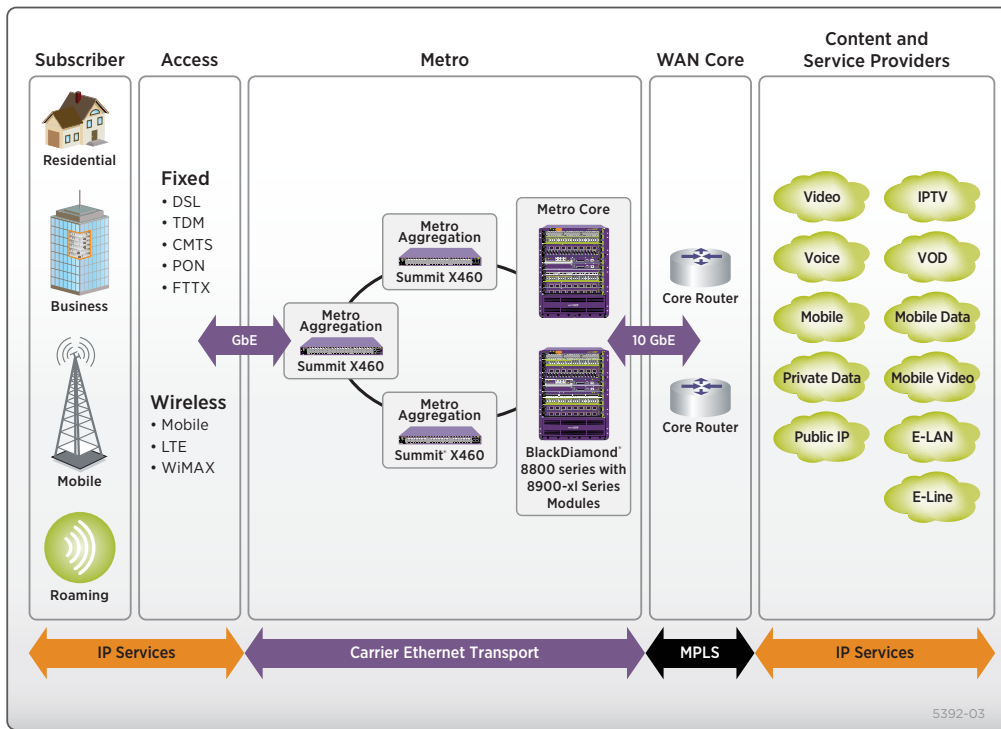 Subscriber
Access
Metro
WAN Core
Content and
Service Providers
Residential
Business
Mobile
Roaming
Fixed
• DSL
• TDM
• CMTS
• PON
• FTTX
Wireless
• Mobile
• LTE
• WiMAX
GbE
Metro
Aggregation
Summit X460
Metro
Aggregation
Summit X460
Metro
Aggregation
Summit® X460
Metro Core
BlackDiamond®
8800 series with
8900-xl Series
Modules
10 GbE
Core Router
Core Router
Video
IPTV
Voice
VOD
Mobile
Mobile Data
Private Data
Mobile Video
Public IP
E-LAN
E-Line
IP Services
Carrier Ethernet Transport
MPLS
IP Services
5392-03